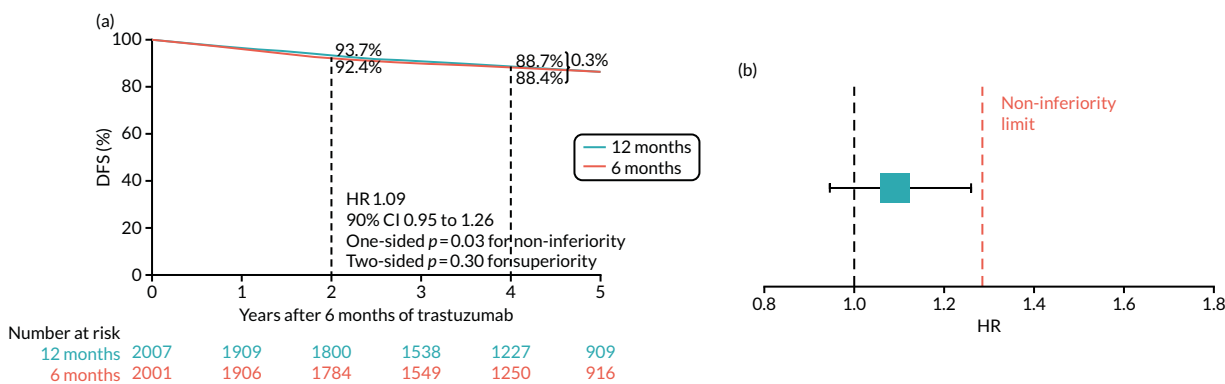 (a)
100
80
60
40
20
0
DFS (%)
93.7%
92.4%
88.7%
88.4%
0.3%
12 months
6 months
HR 1.09
90% CI 0.95 to 1.26
One-sided p = 0.03 for non-inferiority
Two-sided p = 0.30 for superiority
0 1 2 3 4 5
Years after 6 months of trastuzumab
Number at risk
12 months 2007 1909 1800 1538 1227 909
6 months 2001 1906 1784 1549 1250 916
(b)
Non-inferiority
limit
0.8 1.0 1.2 1.4 1.6 1.8
HR